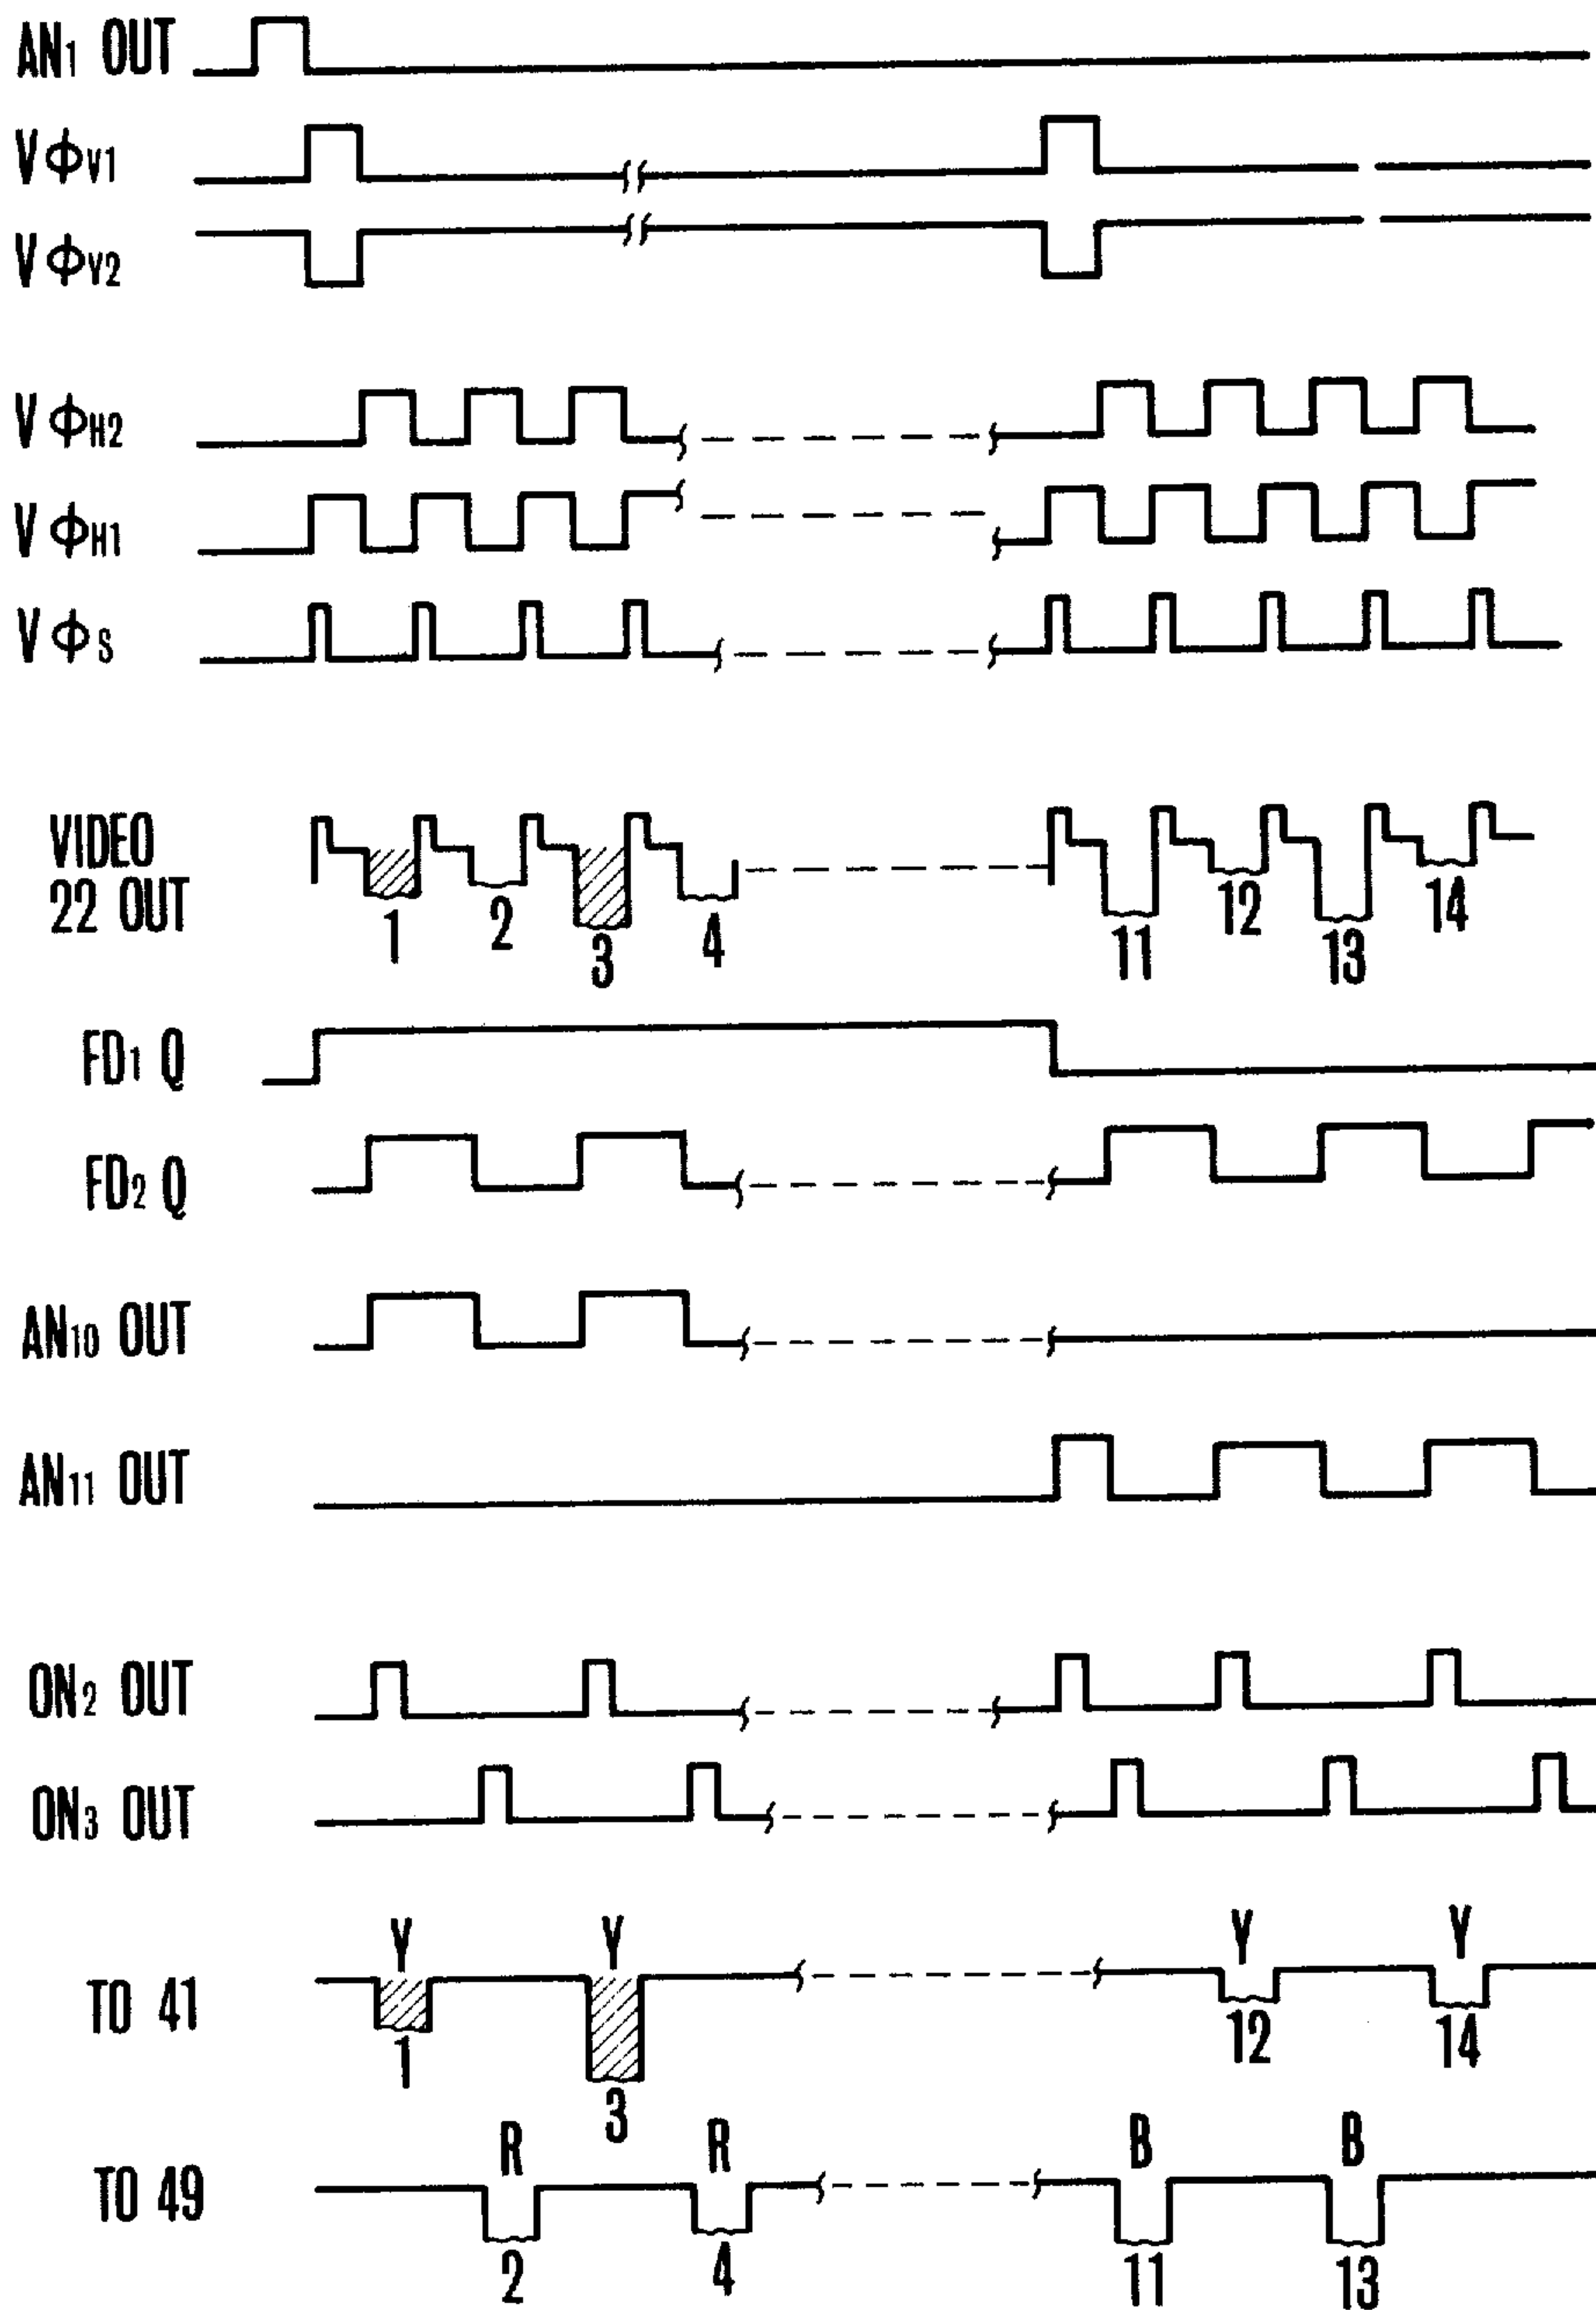 AN1 OUT
VΦV1
VΦY2
VΦH2
VΦH1
VΦS
VIDEO
22 OUT
1 2 3 4 11 12 13 14
FD1 Q
FD2 Q
AN10 OUT
AN11 OUT
ON2 OUT
ON3 OUT
Y Y Y Y
TO 41
1 3 12 14
R R B B
TO 49
2 4 11 13